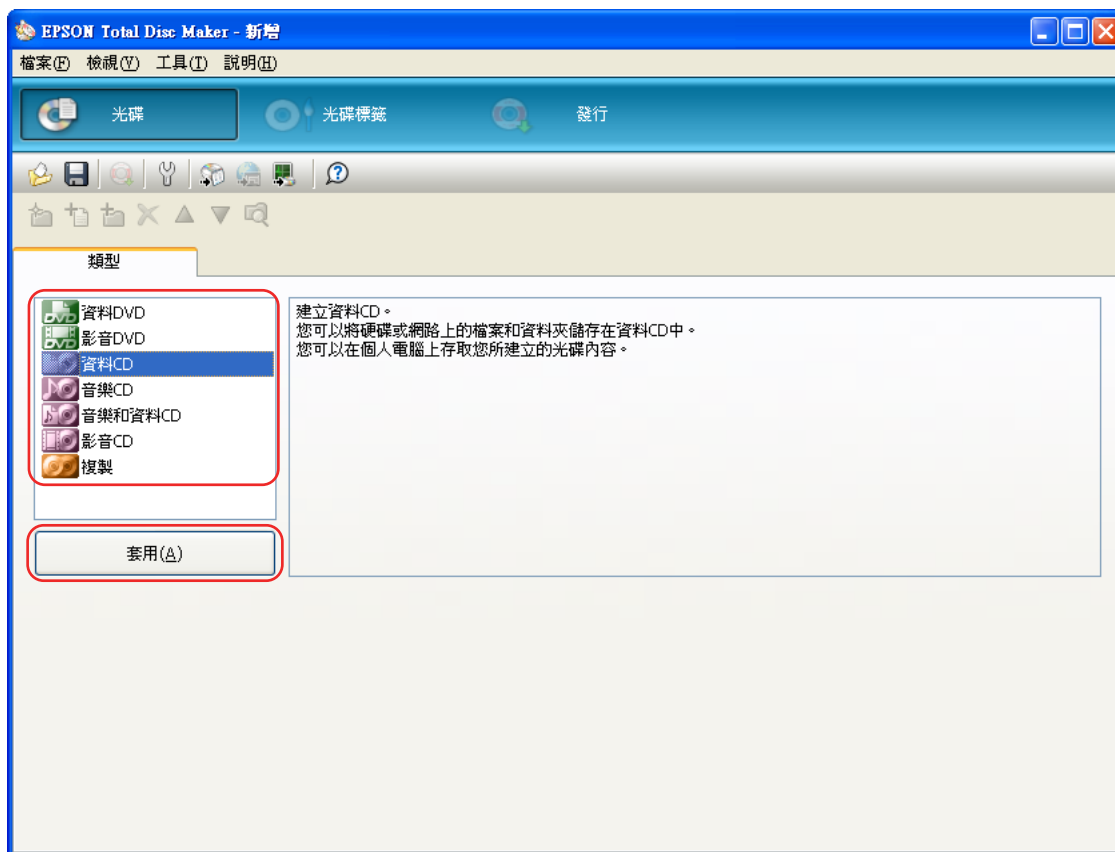 EPSON Total Disc Maker - 新增
檔案(F) 檢視(V) 工具(T) 說明(H)
光碟 光碟標籤 發行
類型
資料DVD
影音DVD
資料CD
音樂CD
音樂和資料CD
影音CD
複製
套用(A)
建立資料CD。
您可以將硬碟或網路上的檔案和資料夾儲存在資料CD中。
您可以在個人電腦上存取您所建立的光碟內容。